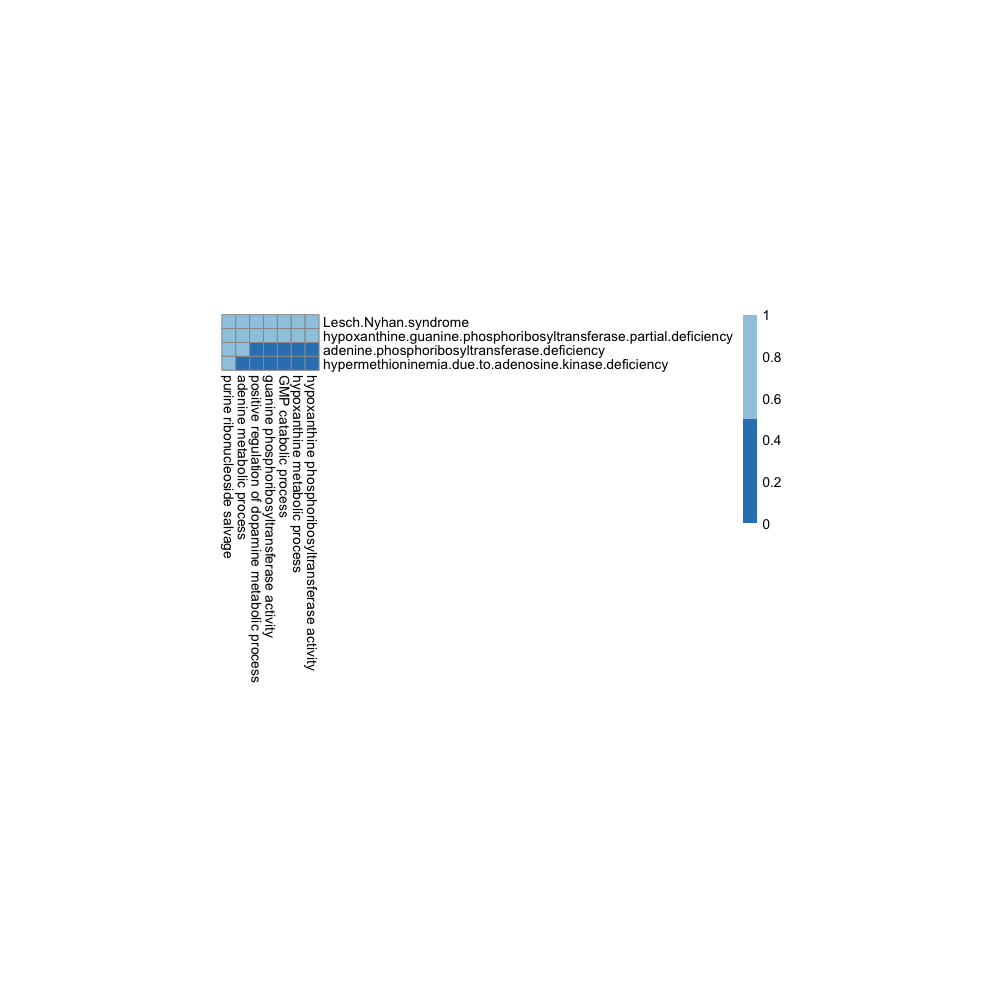 Lesch.Nyhan.syndrome
hypoxanthine.guanine.phosphoribosyltransferase.partial.deficiency
adenine.phosphoribosyltransferase.deficiency
hypermethioninemia.due.to.adenosine.kinase.deficiency
purine ribonucleoside salvage
adenine metabolic process
positive regulation of dopamine metabolic process
guanine phosphoribosyltransferase activity
GMP catabolic process
hypoxanthine metabolic process
hypoxanthine phosphoribosyltransferase activity
1
0.8
0.6
0.4
0.2
0